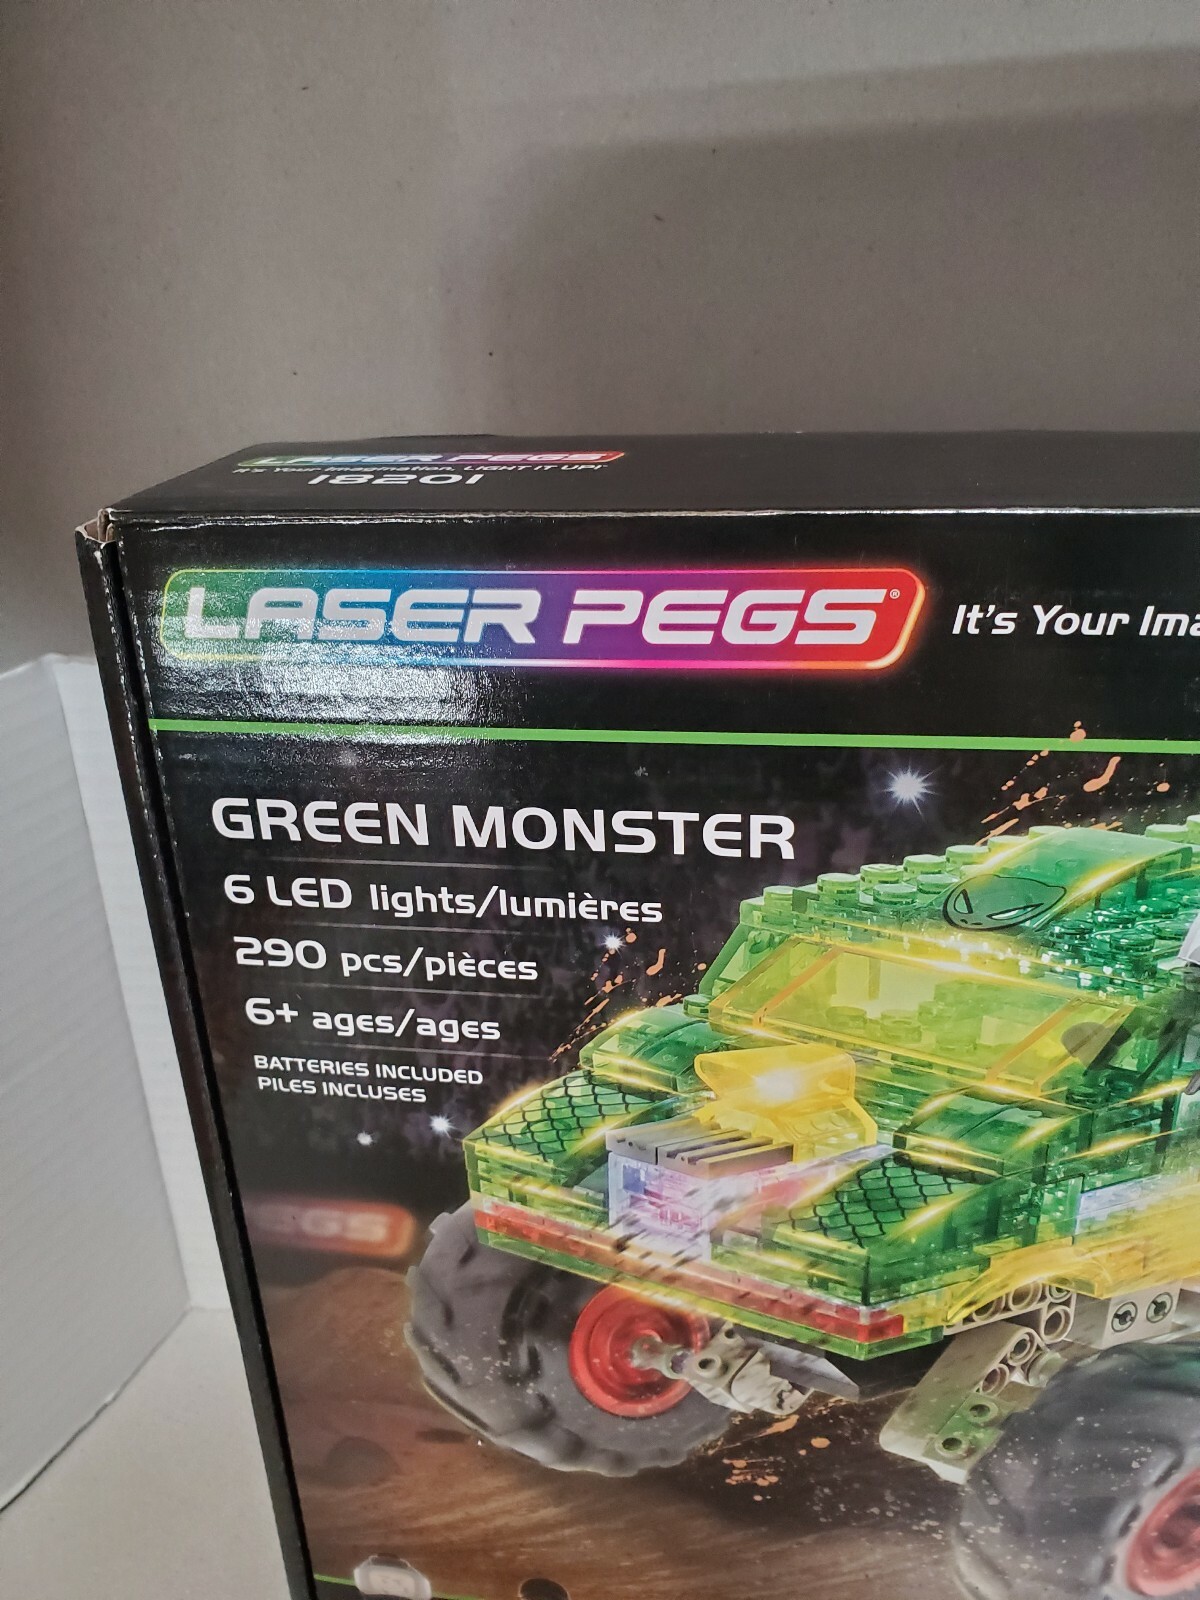 LASER PEGS
It's Your Imagination, LIGHT IT UP!
18201
LASER PEGS®
It's Your Ima
GREEN MONSTER
6 LED lights/lumières
290 pcs/pièces
6+ ages/ages
BATTERIES INCLUDED
PILES INCLUSES
EGS